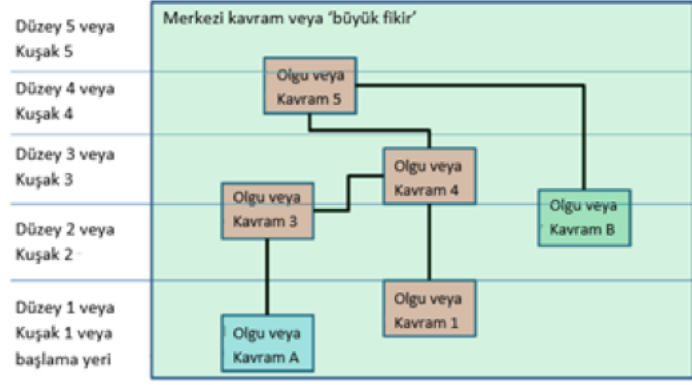 Düzey 5 veya
Kuşak 5
Merkezi kavram veya ‘büyük fikir’
Düzey 4 veya
Kuşak 4
Olgu veya
Kavram 5
Düzey 3 veya
Kuşak 3
Olgu veya
Kavram 4
Olgu veya
Kavram 3
Olgu veya
Kavram B
Düzey 2 veya
Kuşak 2
Düzey 1 veya
Kuşak 1 veya
başlama yeri
Olgu veya
Kavram 1
Olgu veya
Kavram A